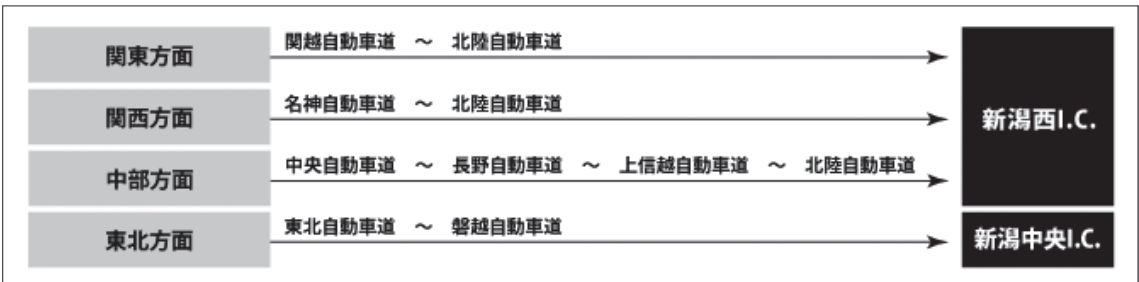 関東方面
関越自動車道 ～ 北陸自動車道
関西方面
名神自動車道 ～ 北陸自動車道
新潟西I.C.
中部方面
中央自動車道 ～ 長野自動車道 ～ 上信越自動車道 ～ 北陸自動車道
東北方面
東北自動車道 ～ 磐越自動車道
新潟中央I.C.